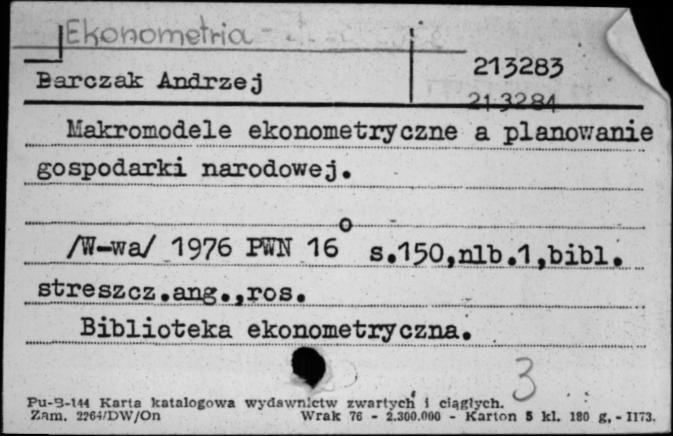 Ekonometria
213283
Barczak Andrzej
213284
Makromodele ekonometryczne a planowanie
gospodarki narodowej.
/W-wa/ 1976 PWN 16° s.150,nlb.1,bibl.
streszcz.ang.,ros.
Biblioteka ekonometryczna.
3
Pu-B-144 Karta katalogowa wydawnictw zwartych i ciągłych.
Zam. 2264/DW/On Wrak 76 - 2.300.000 - Karton 5 kl. 180 g, - I173.